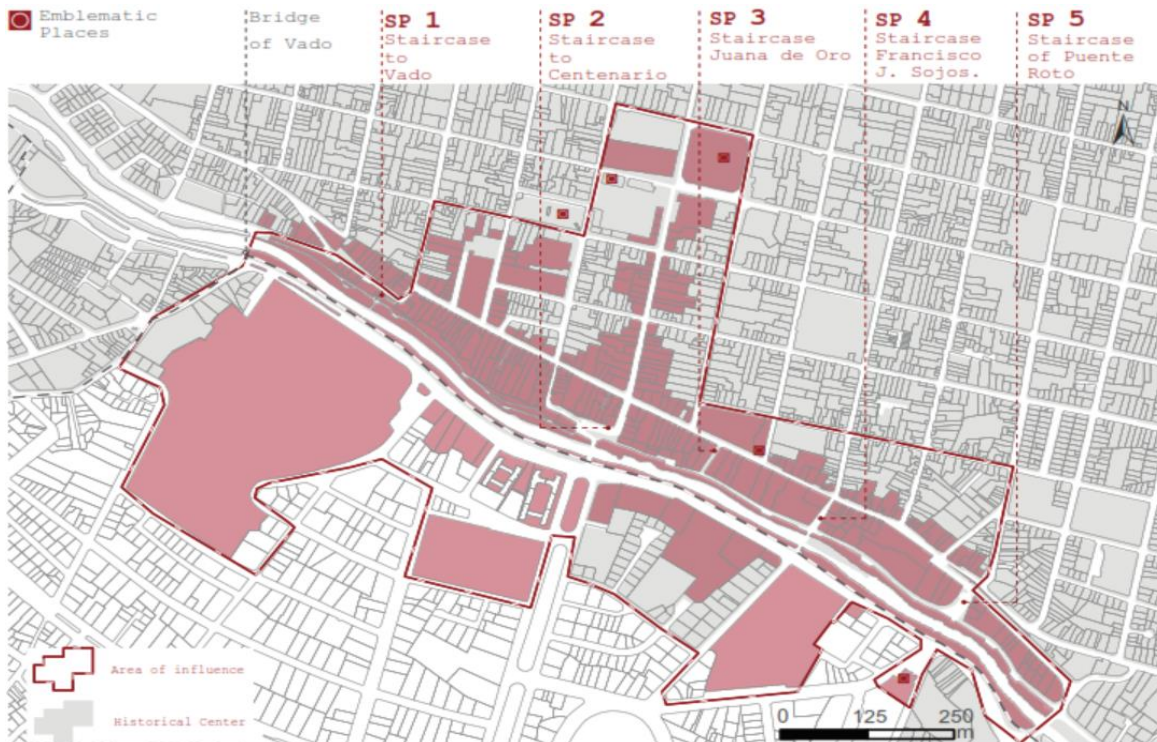 Emblematic
Places
Bridge
of Vado
SP 1
Staircase
to
Vado
SP 2
Staircase
to
Centenario
SP 3
Staircase
Juana de Oro
SP 4
Staircase
Francisco
J. Sojos.
SP 5
Staircase
of Puente
Roto
N
Area of influence
Historical Center
0 125 250
m